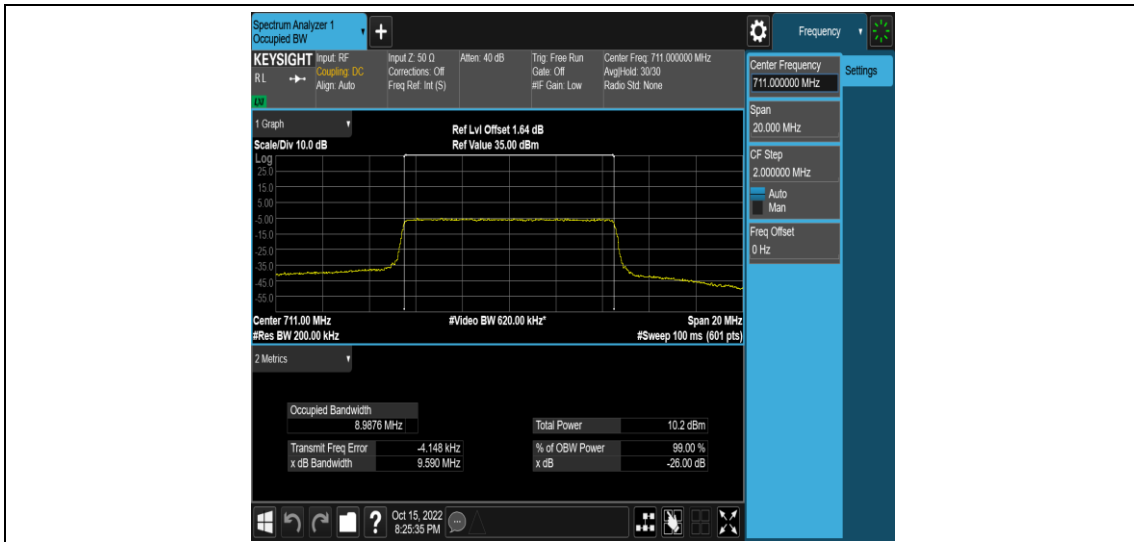 Spectrum Analyzer 1
Occupied BW
+
Frequency
KEYSIGHT
RL
LXI
Input: RF
Coupling: DC
Align: Auto
Input Z: 50 Ω
Corrections: Off
Freq Ref: Int (S)
Atten: 40 dB
Trig: Free Run
Gate: Off
#IF Gain: Low
Center Freq: 711.000000 MHz
Avg|Hold: 30/30
Radio Std: None
Center Frequency
711.000000 MHz
Settings
Span
20.000 MHz
CF Step
2.000000 MHz
Auto
Man
Freq Offset
0 Hz
1 Graph
Scale/Div 10.0 dB
Ref Lvl Offset 1.64 dB
Ref Value 35.00 dBm
Log
25.0
15.0
5.00
-5.00
-15.0
-25.0
-35.0
-45.0
-55.0
Center 711.00 MHz
#Video BW 620.00 kHz*
Span 20 MHz
#Res BW 200.00 kHz
#Sweep 100 ms (601 pts)
2 Metrics
Occupied Bandwidth
8.9876 MHz
Total Power 10.2 dBm
Transmit Freq Error -4.148 kHz
% of OBW Power 99.00 %
x dB Bandwidth 9.590 MHz
x dB -26.00 dB
?
Oct 15, 2022
8:25:35 PM